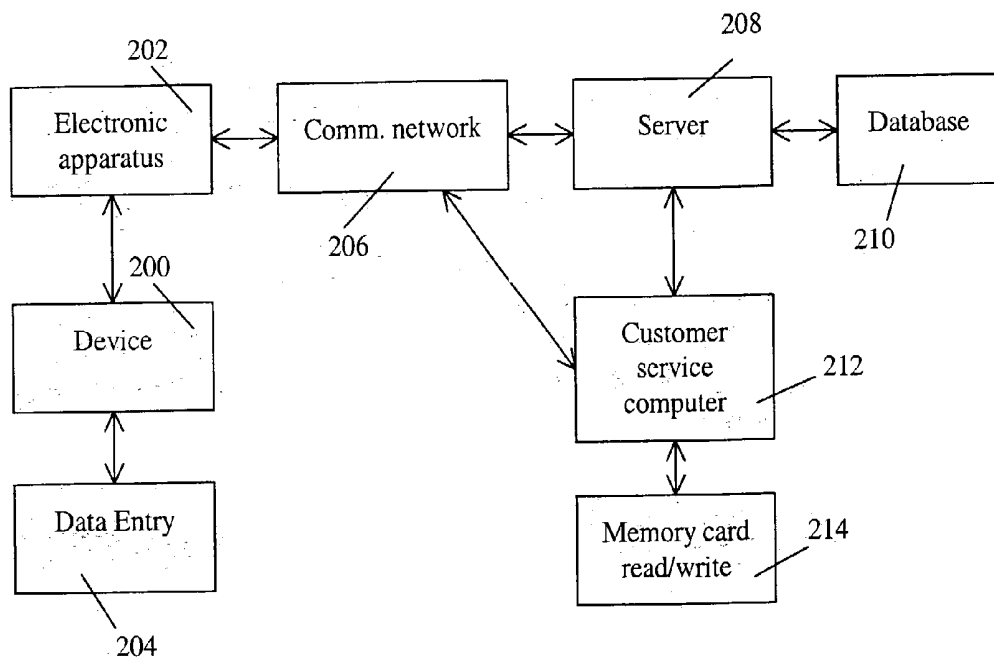 202
208
Electronic
apparatus
Comm. network
Server
Database
206
210
200
Device
Customer
service
computer
212
Data Entry
Memory card
read/write
214
204